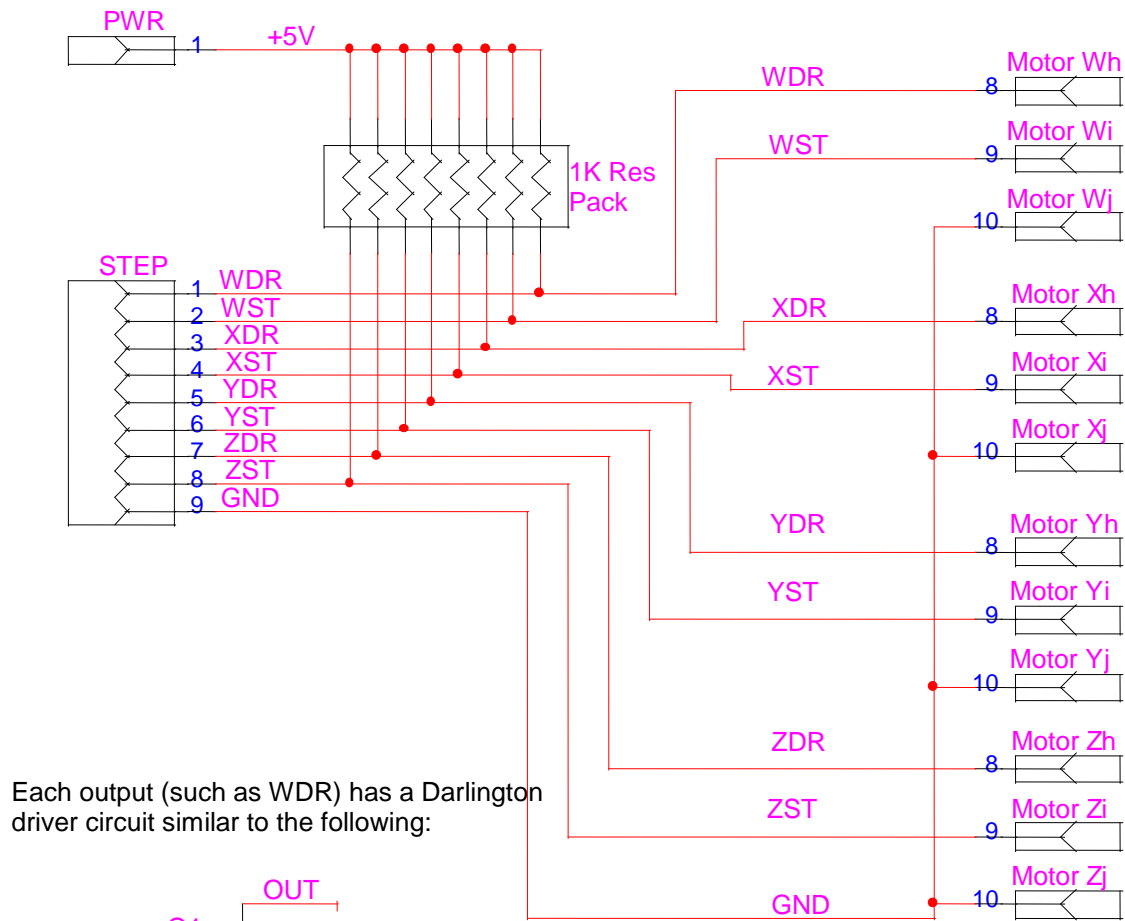 PWR
1
+5V
1K Res
Pack
STEP
1 WDR
2 WST
3 XDR
4 XST
5 YDR
6 YST
7 ZDR
8 ZST
9 GND
WDR
8
Motor Wh
WST
9
Motor Wi
10
Motor Wj
XDR
8
Motor Xh
XST
9
Motor Xi
10
Motor Xj
YDR
8
Motor Yh
YST
9
Motor Yi
10
Motor Yj
ZDR
8
Motor Zh
ZST
9
Motor Zi
GND
10
Motor Zj
Each output (such as WDR) has a Darlington
driver circuit similar to the following:
OUT